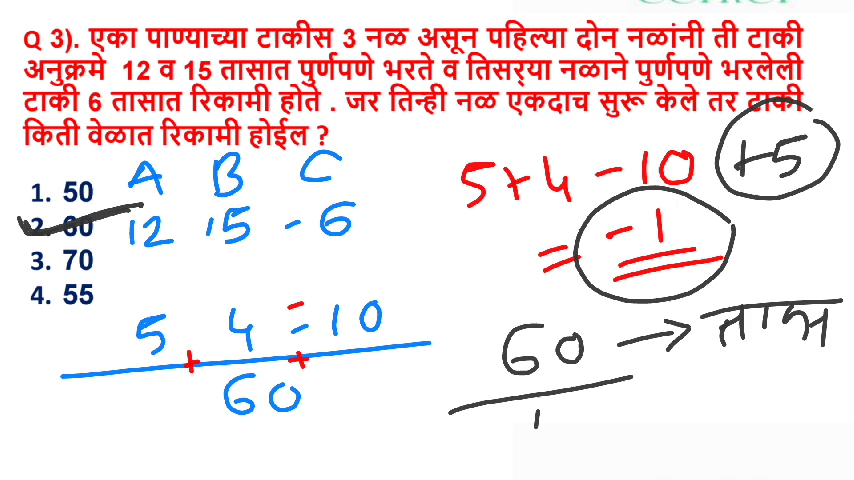 Q 3). एका पाण्याच्या टाकीस 3 नळ असून पहिल्या दोन नळांनी ती टाकी
अनुक्रमे 12 व 15 तासात पुर्णपणे भरते व तिसऱ्या नळाने पुर्णपणे भरलेली
टाकी 6 तासात रिकामी होते . जर तिन्ही नळ एकदाच सुरू केले तर टाकी
किती वेळात रिकामी होईल ?
1. 50
2. 60
3. 70
4. 55
A B C
12 15 - 6
5 4 = 10
+ +
60
5+4-10
+5
= -1
60 → तास
1